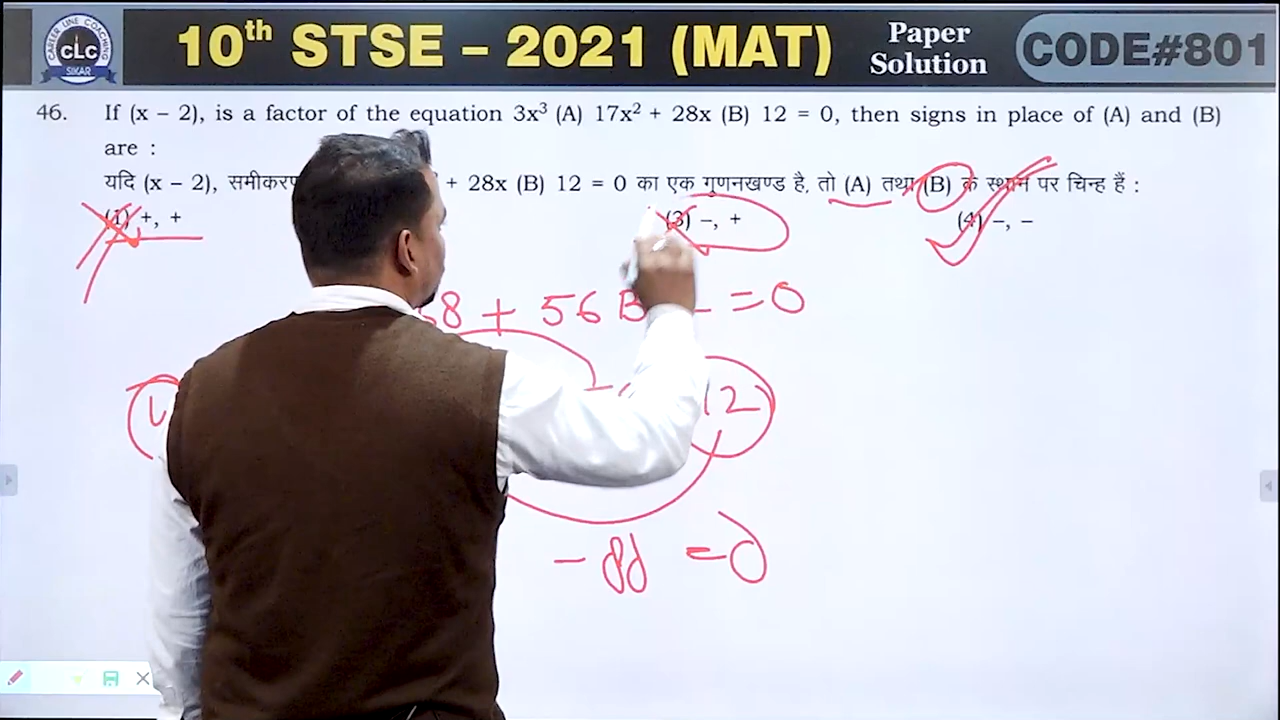 CAREER LINE COACHING
CLC
SIKAR
10th STSE – 2021 (MAT)
Paper Solution
CODE#801
46. If (x – 2), is a factor of the equation 3x³ (A) 17x² + 28x (B) 12 = 0, then signs in place of (A) and (B)
are :
यदि (x – 2), समीकरण + 28x (B) 12 = 0 का एक गुणनखण्ड है, तो (A) तथा (B) के स्थान पर चिन्ह हैं :
(1) +, + (3) –, + (4) –, –
68 + 56 B = 0
12
- 80 = 0